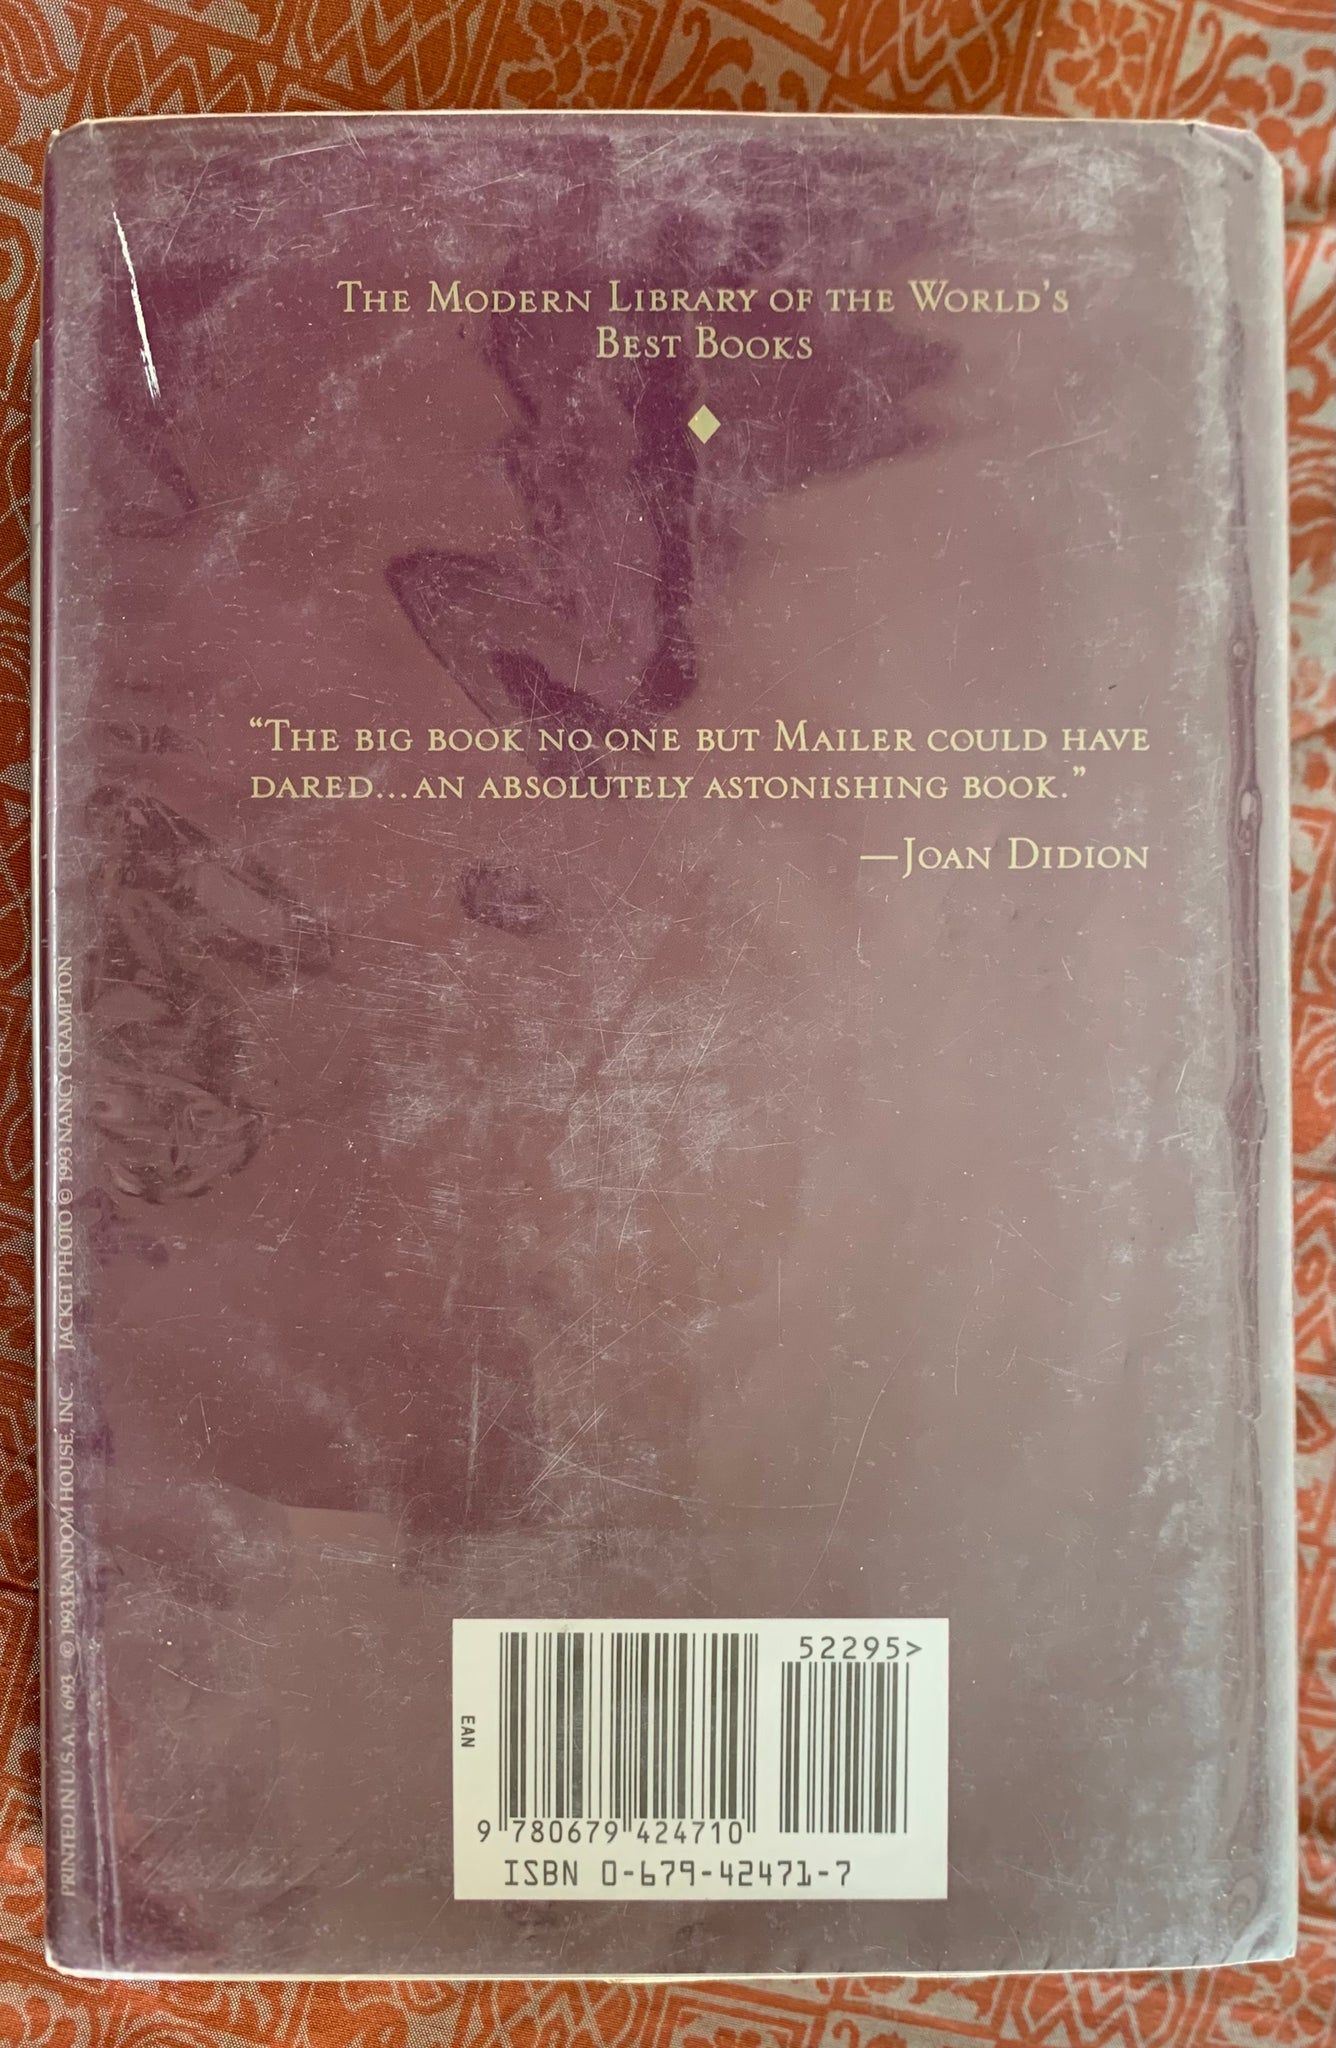 THE MODERN LIBRARY OF THE WORLD'S
BEST BOOKS
“THE BIG BOOK NO ONE BUT MAILER COULD HAVE
DARED...AN ABSOLUTELY ASTONISHING BOOK.”
—JOAN DIDION
PRINTED IN U.S.A. 6/93 © 1993 RANDOM HOUSE, INC. JACKET PHOTO © 1993 NANCY CRAMPTON
52295>
EAN
9 780679 424710
ISBN 0-679-42471-7